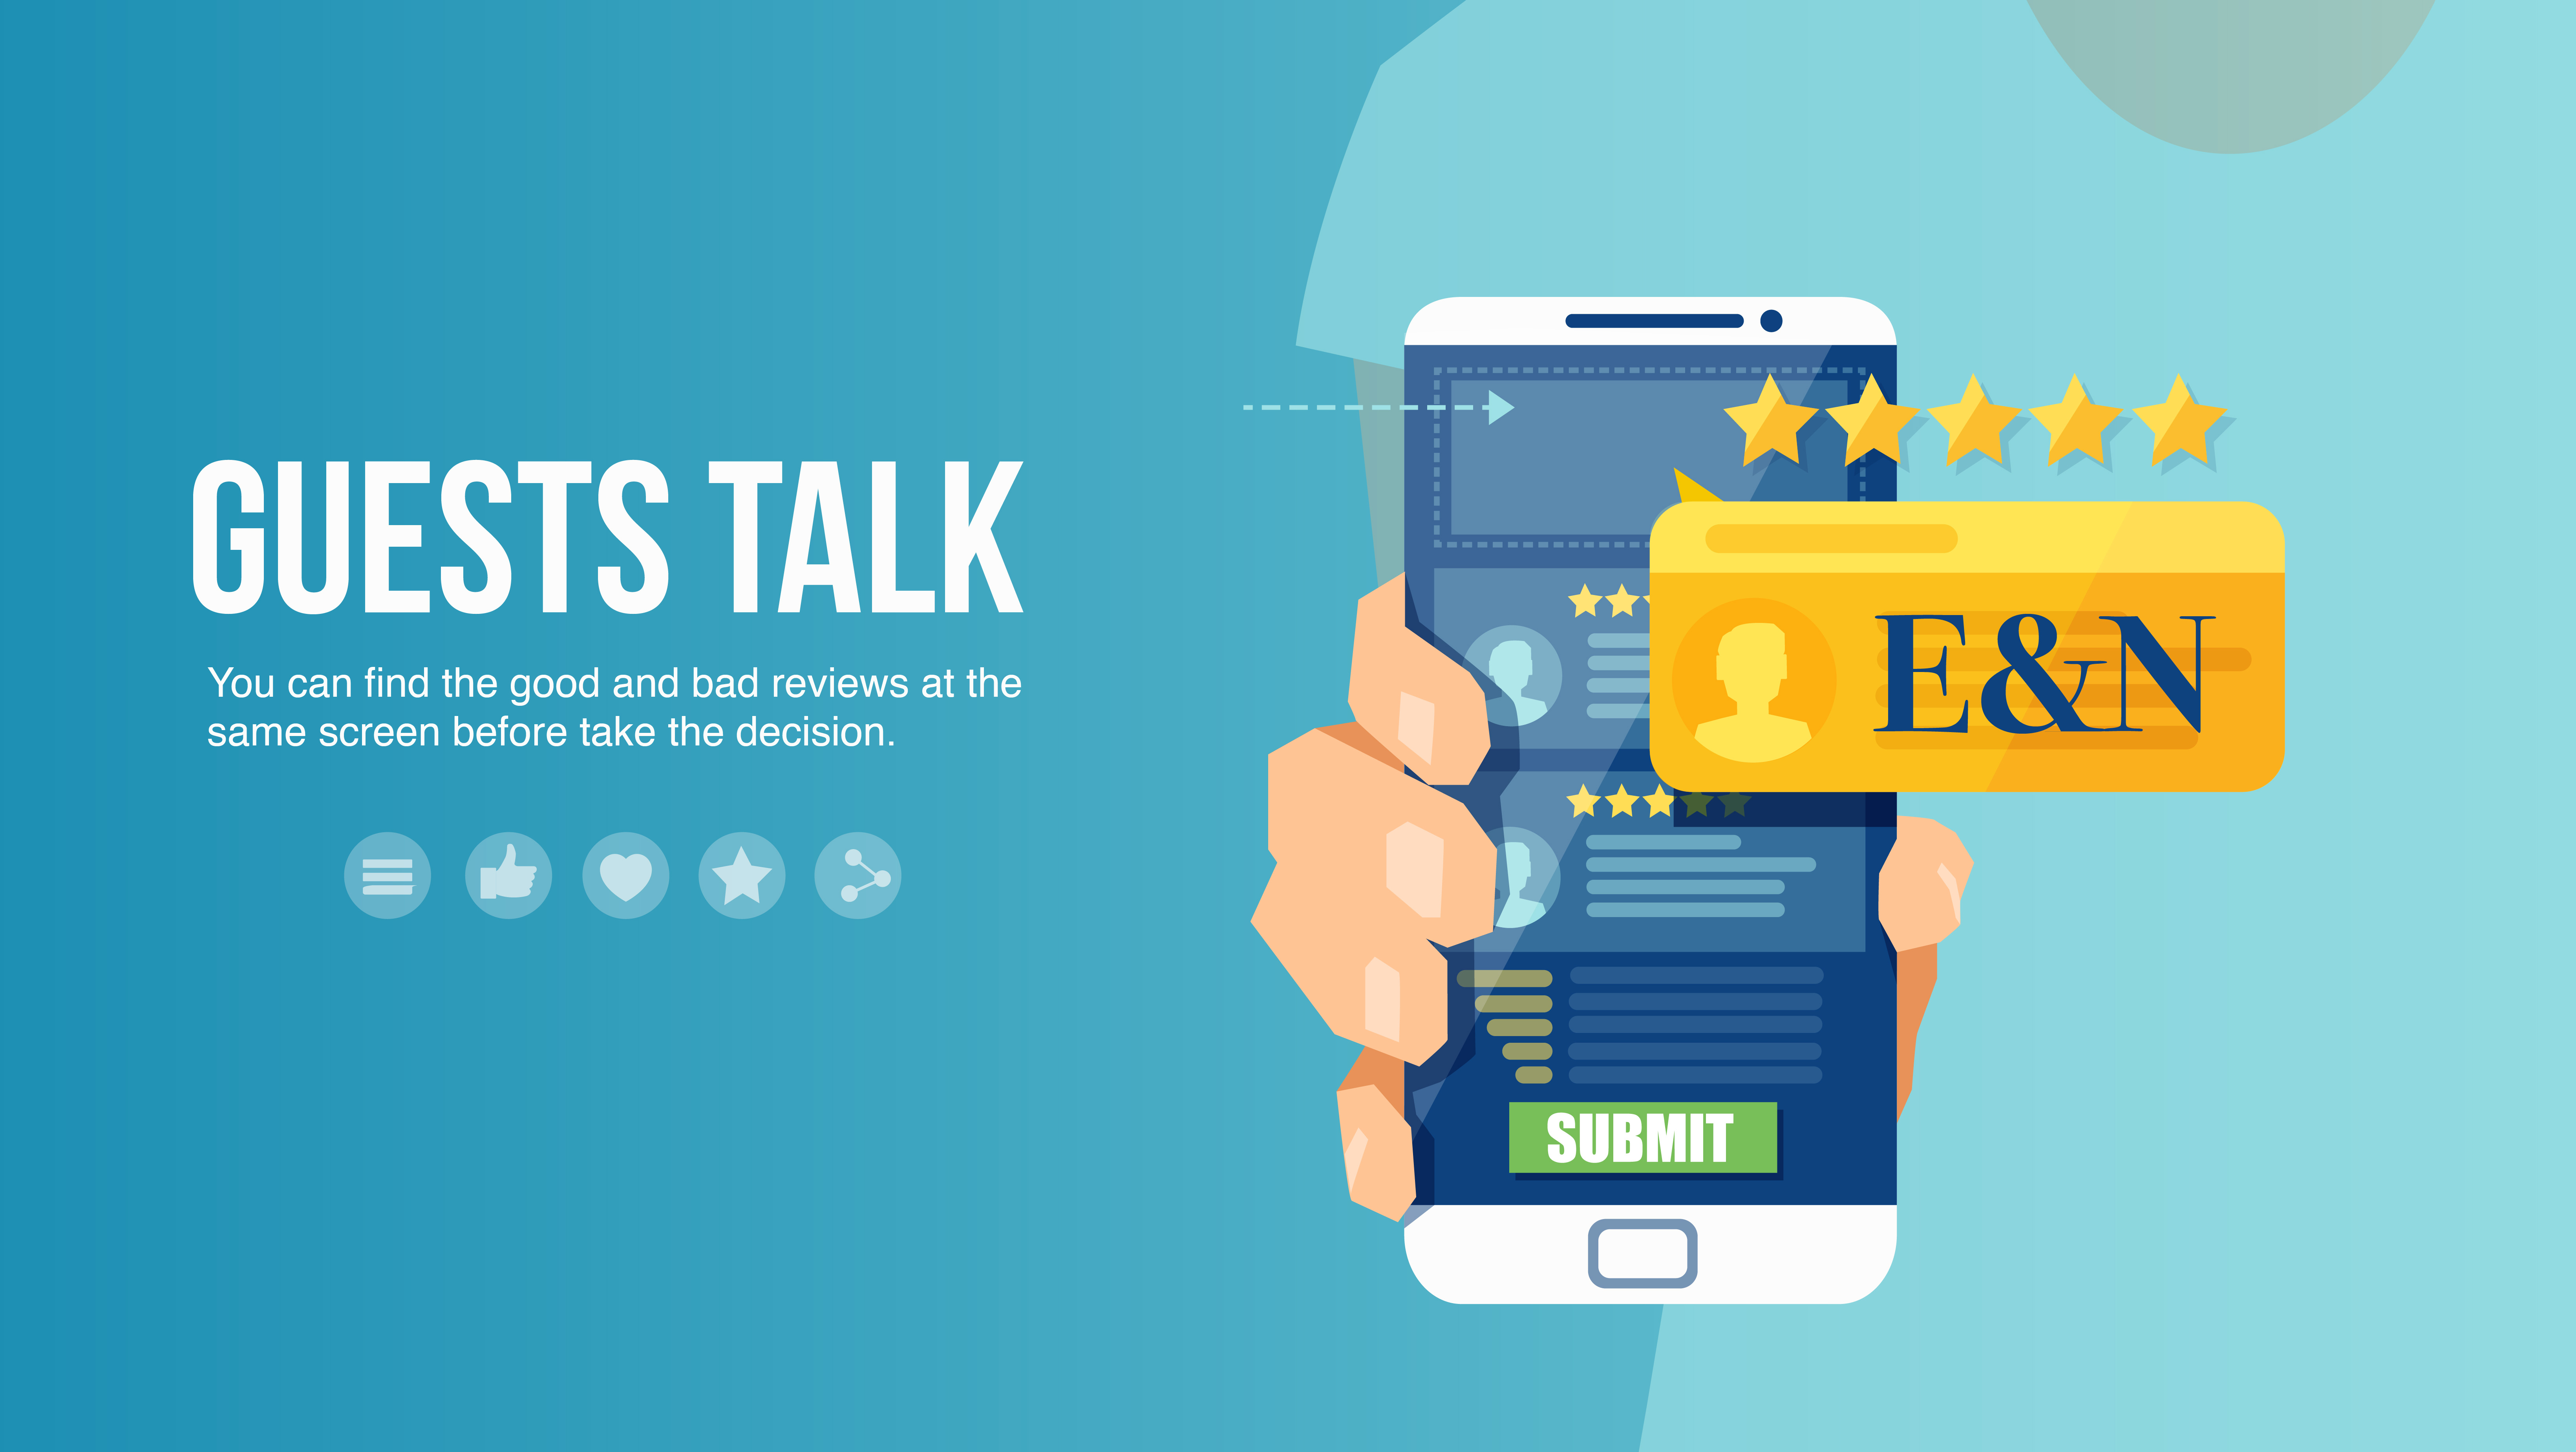 GUESTS TALK
You can find the good and bad reviews at the
same screen before take the decision.
E&N
SUBMIT